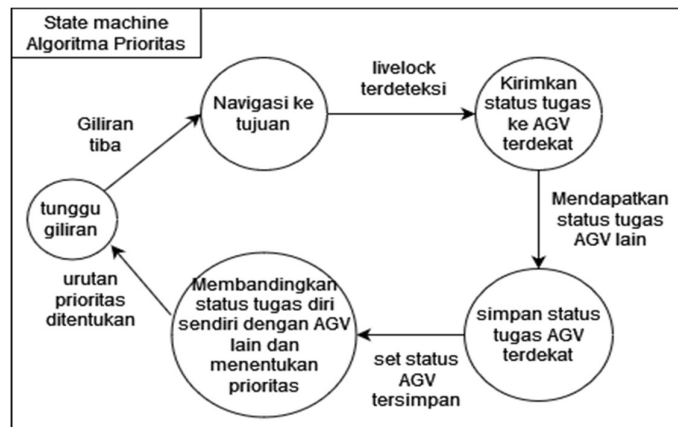 State machine
Algoritma Prioritas
Navigasi ke
tujuan
livelock
terdeteksi
Kirimkan
status tugas
ke AGV
terdekat
Giliran
tiba
tunggu
giliran
Mendapatkan
status tugas
AGV lain
urutan
prioritas
ditentukan
Membandingkan
status tugas diri
sendiri dengan AGV
lain dan
menentukan
prioritas
set status
AGV
tersimpan
simpan status
tugas AGV
terdekat